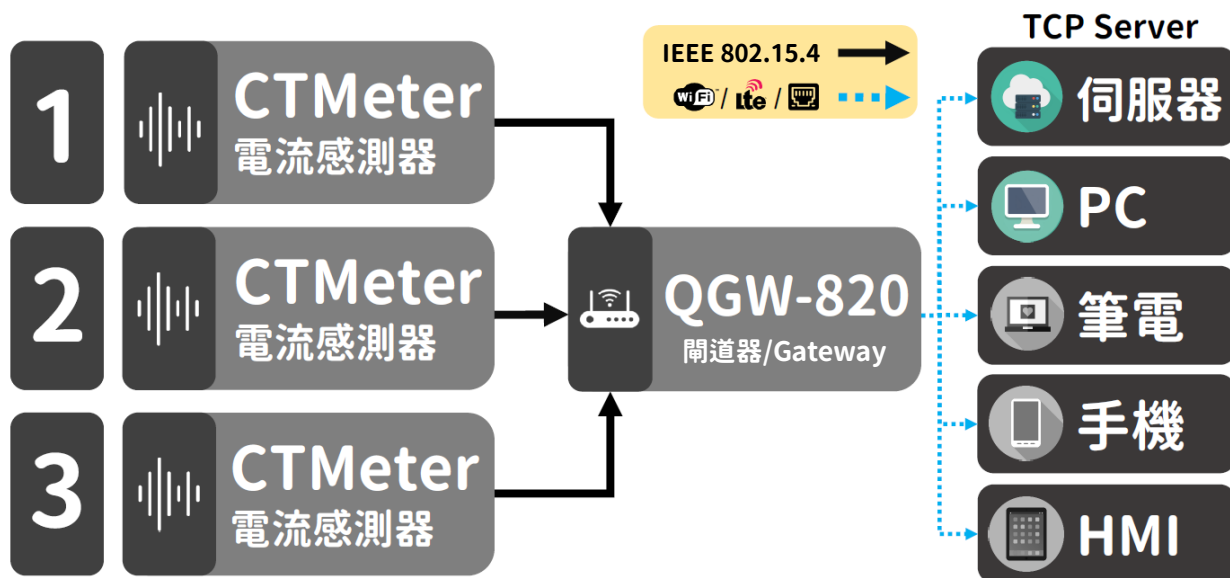 TCP Server
IEEE 802.15.4
WiFi / lte /
1
CTMeter
電流感測器
2
CTMeter
電流感測器
3
CTMeter
電流感測器
QGW-820
閘道器/Gateway
伺服器
PC
筆電
手機
HMI